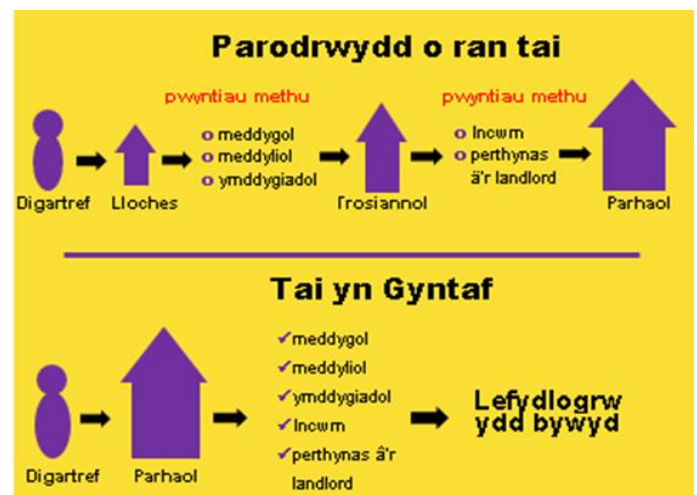 Parodrwydd o ran tai
pwyntiau methu
pwyntiau methu
meddygol
meddyliol
ymddygiadol
Incwm
perthynas
â'r landlord
Digartref
Lloches
Trosiannol
Parhaol
Tai yn Gyntaf
meddygol
meddyliol
ymddygiadol
Incwm
perthynas â'r
landlord
Lefydlogrw
ydd bywyd
Digartref
Parhaol